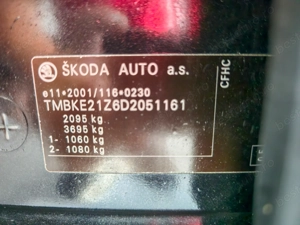 ŠKODA AUTO a.s.
e11*2001/116*0230
TMBKE21Z6D2051161
2095 kg
3695 kg
1- 1060 kg
2- 1080 kg
CFHC